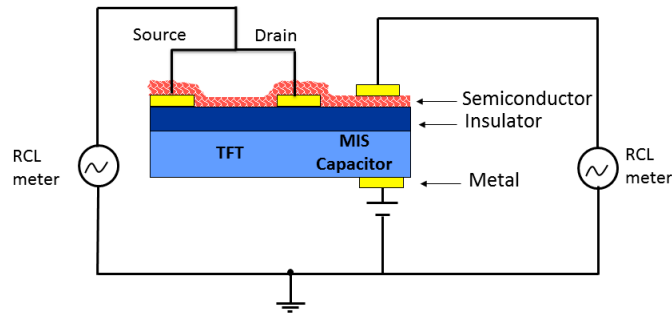 Source
Drain
Semiconductor
Insulator
RCL
meter
TFT
MIS
Capacitor
Metal
RCL
meter